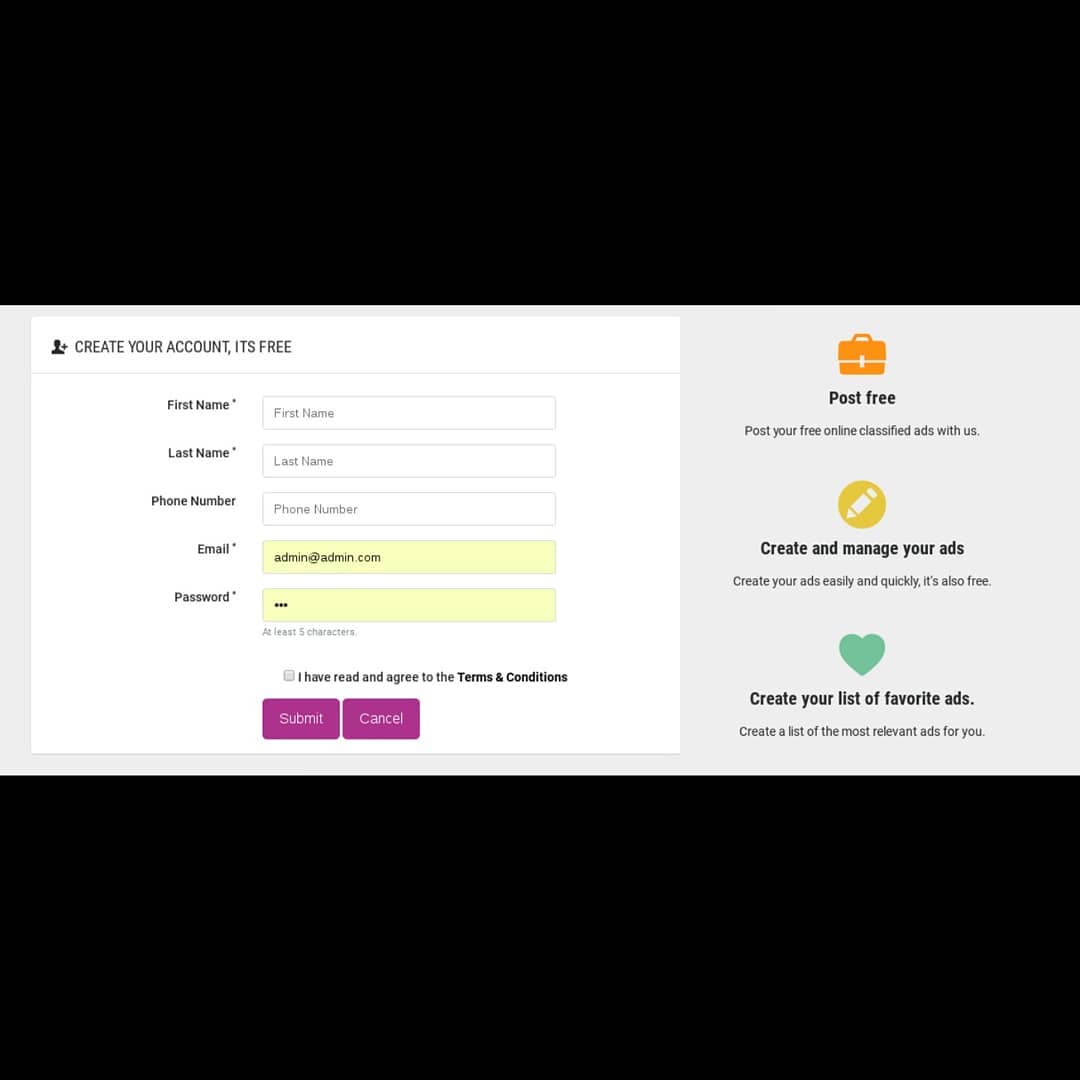 CREATE YOUR ACCOUNT, ITS FREE
First Name *
First Name
Last Name *
Last Name
Phone Number
Phone Number
Email *
admin@admin.com
Password *
•••
At least 5 characters.
I have read and agree to the Terms & Conditions
Submit
Cancel
Post free
Post your free online classified ads with us.
Create and manage your ads
Create your ads easily and quickly, it's also free.
Create your list of favorite ads.
Create a list of the most relevant ads for you.